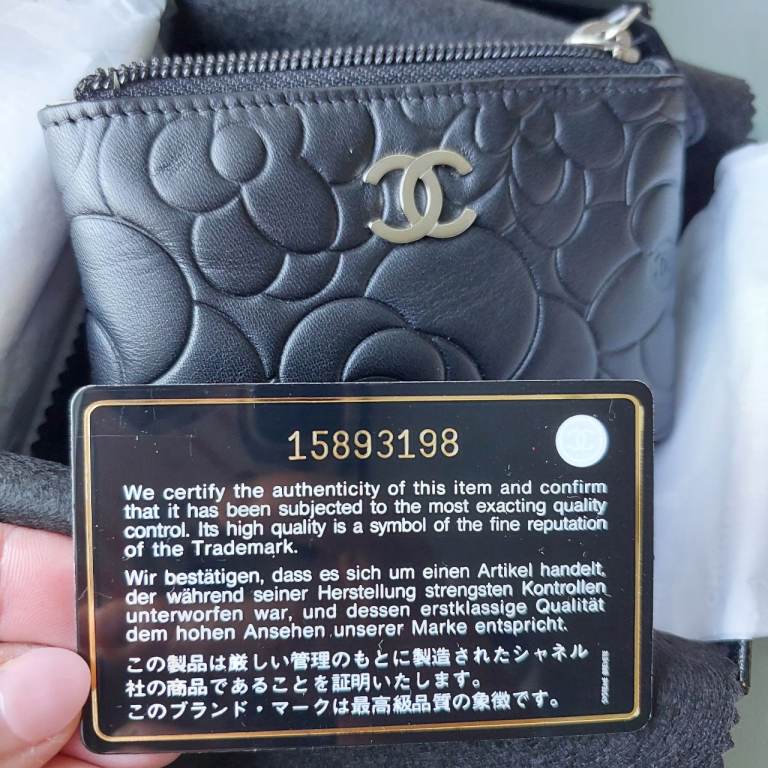 15893198
We certify the authenticity of this item and confirm
that it has been subjected to the most exacting quality
control. Its high quality is a symbol of the fine reputation
of the Trademark.
Wir bestätigen, dass es sich um einen Artikel handelt,
der während seiner Herstellung strengsten Kontrollen
unterworfen war, und dessen erstklassige Qualität
dem hohen Ansehen unserer Marke entspricht.
この製品は厳しい管理のもとに製造されたシャネル
社の商品であることを証明いたします。
このブランド・マークは最高級品質の象徴です。